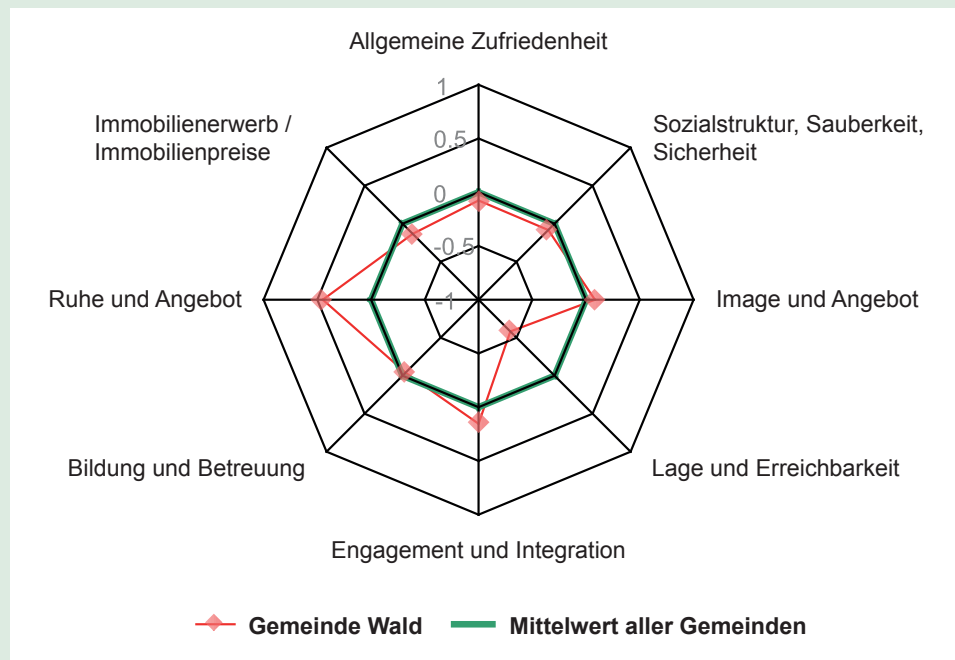 Allgemeine Zufriedenheit
1
0.5
0
-0.5
-1
Sozialstruktur, Sauberkeit,
Sicherheit
Image und Angebot
Lage und Erreichbarkeit
Engagement und Integration
Bildung und Betreuung
Ruhe und Angebot
Immobilienerwerb /
Immobilienpreise
Gemeinde Wald
Mittelwert aller Gemeinden